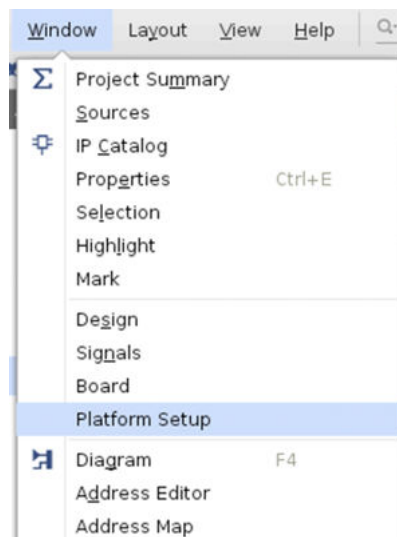 Window Layout View Help
Project Summary
Sources
IP Catalog
Properties Ctrl+E
Selection
Highlight
Mark
Design
Signals
Board
Platform Setup
Diagram F4
Address Editor
Address Map